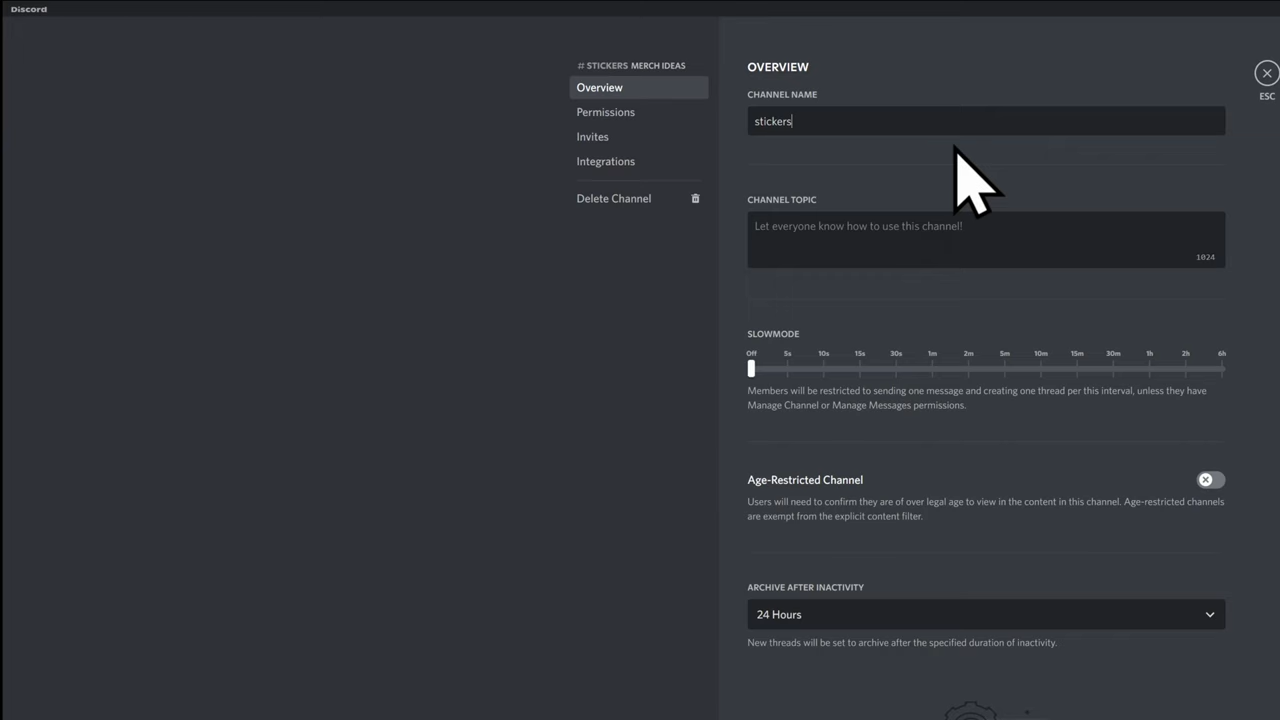 Discord
# STICKERS MERCH IDEAS
Overview
Permissions
Invites
Integrations
Delete Channel
OVERVIEW
ESC
CHANNEL NAME
stickers
CHANNEL TOPIC
Let everyone know how to use this channel!
1024
SLOWMODE
Off 5s 10s 15s 30s 1m 2m 5m 10m 15m 30m 1h 2h 6h
Members will be restricted to sending one message and creating one thread per this interval, unless they have
Manage Channel or Manage Messages permissions.
Age-Restricted Channel
Users will need to confirm they are of over legal age to view in the content in this channel. Age-restricted channels
are exempt from the explicit content filter.
ARCHIVE AFTER INACTIVITY
24 Hours
New threads will be set to archive after the specified duration of inactivity.